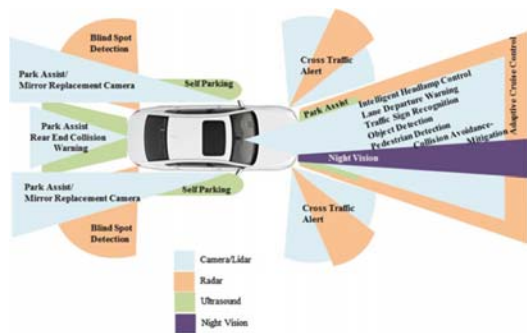 Blind Spot
Detection
Park Assist/
Mirror Replacement Camera
Self Parking
Cross Traffic
Alert
Park Assist
Intelligent Headlamp Control
Lane Departure Warning
Traffic Sign Recognition
Object Detection
Pedestrian Detection
Collision Avoidance-
Mitigation
Adaptive Cruise Control
Park Assist
Rear End Collision
Warning
Night Vision
Park Assist/
Mirror Replacement Camera
Self Parking
Blind Spot
Detection
Cross Traffic
Alert
Camera/Lidar
Radar
Ultrasound
Night Vision